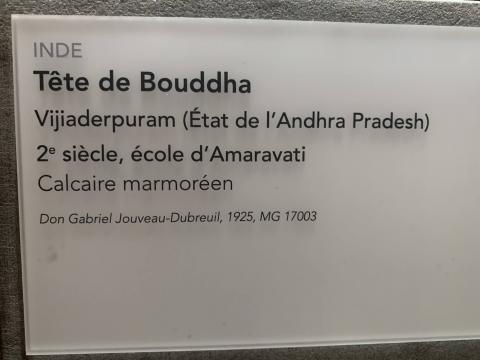 INDE
Tête de Bouddha
Vijiaderpuram (État de l'Andhra Pradesh)
2e siècle, école d'Amaravati
Calcaire marmoréen
Don Gabriel Jouveau-Dubreuil, 1925, MG 17003